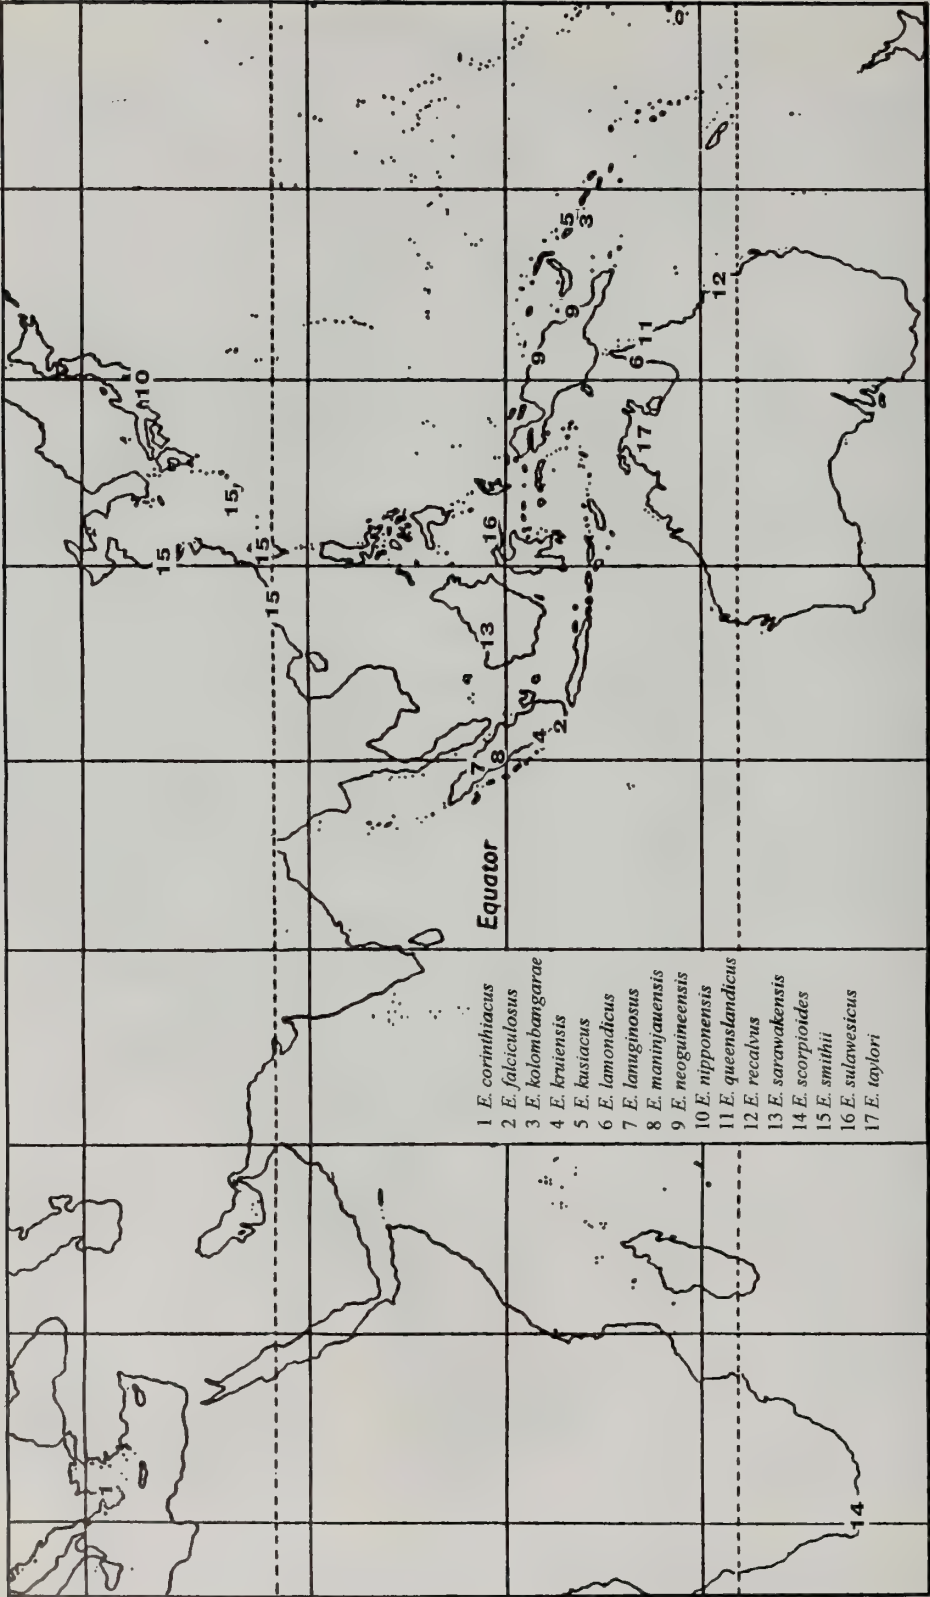 Equator
1 E. corinthiacus
2 E. falciculosus
3 E. kolombangarae
4 E. kruiensis
5 E. kusiacus
6 E. lamondicus
7 E. lanuginosus
8 E. maninjauensis
9 E. neoguineensis
10 E. nipponensis
11 E. queenslandicus
12 E. recalvus
13 E. sarawakensis
14 E. scorpioides
15 E. smithii
16 E. sulawesicus
17 E. taylori
1
14
15
15
15
15
10
7
8
4
2
13
16
17
9
9
6
11
12
5
3